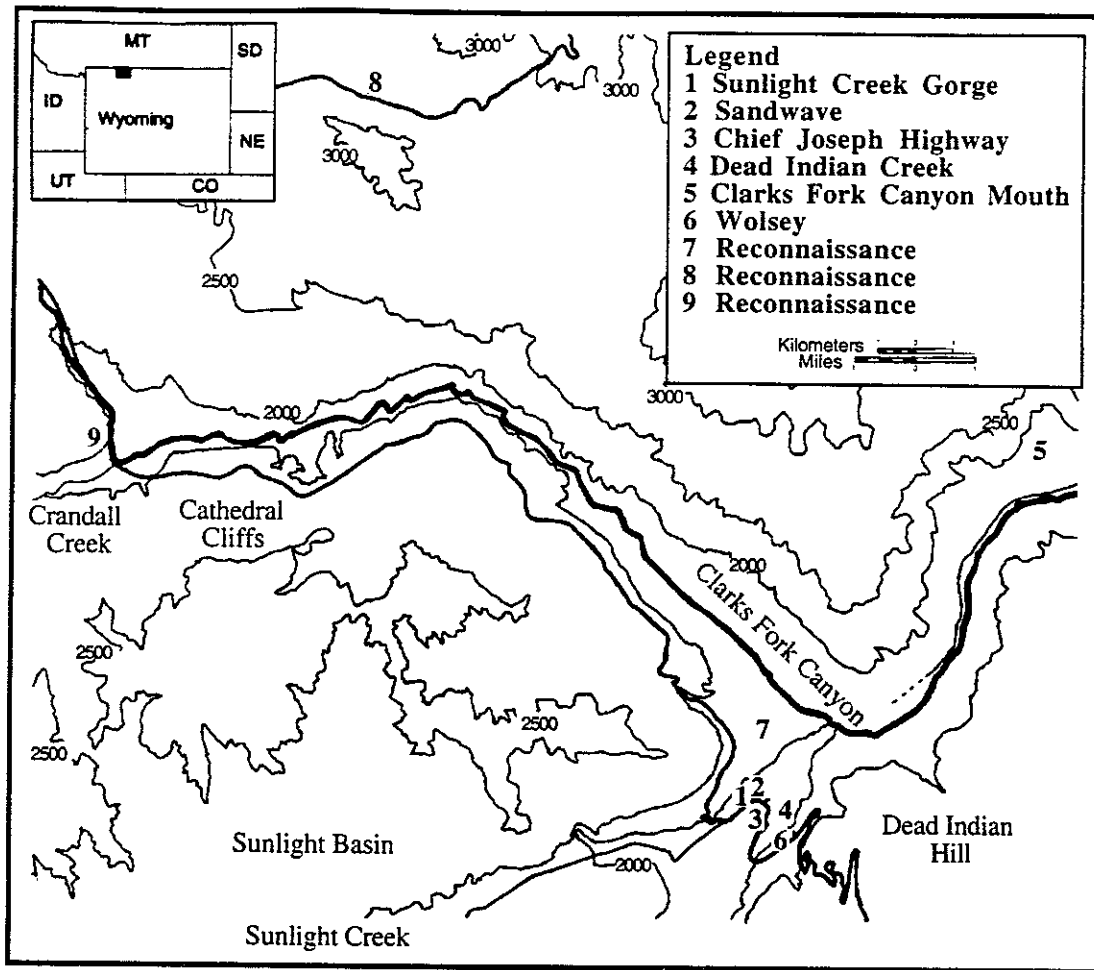 MT
SD
ID
Wyoming
NE
UT
CO
Legend
1 Sunlight Creek Gorge
2 Sandwave
3 Chief Joseph Highway
4 Dead Indian Creek
5 Clarks Fork Canyon Mouth
6 Wolsey
7 Reconnaissance
8 Reconnaissance
9 Reconnaissance
Kilometers
Miles
3000
8
3000
3000
2500
3000
2500
5
2000
9
Crandall
Creek
Cathedral
Cliffs
2000
Clarks Fork Canyon
2500
2500
2500
7
2
1
3
4
6
Dead Indian
Hill
Sunlight Basin
2000
Sunlight Creek